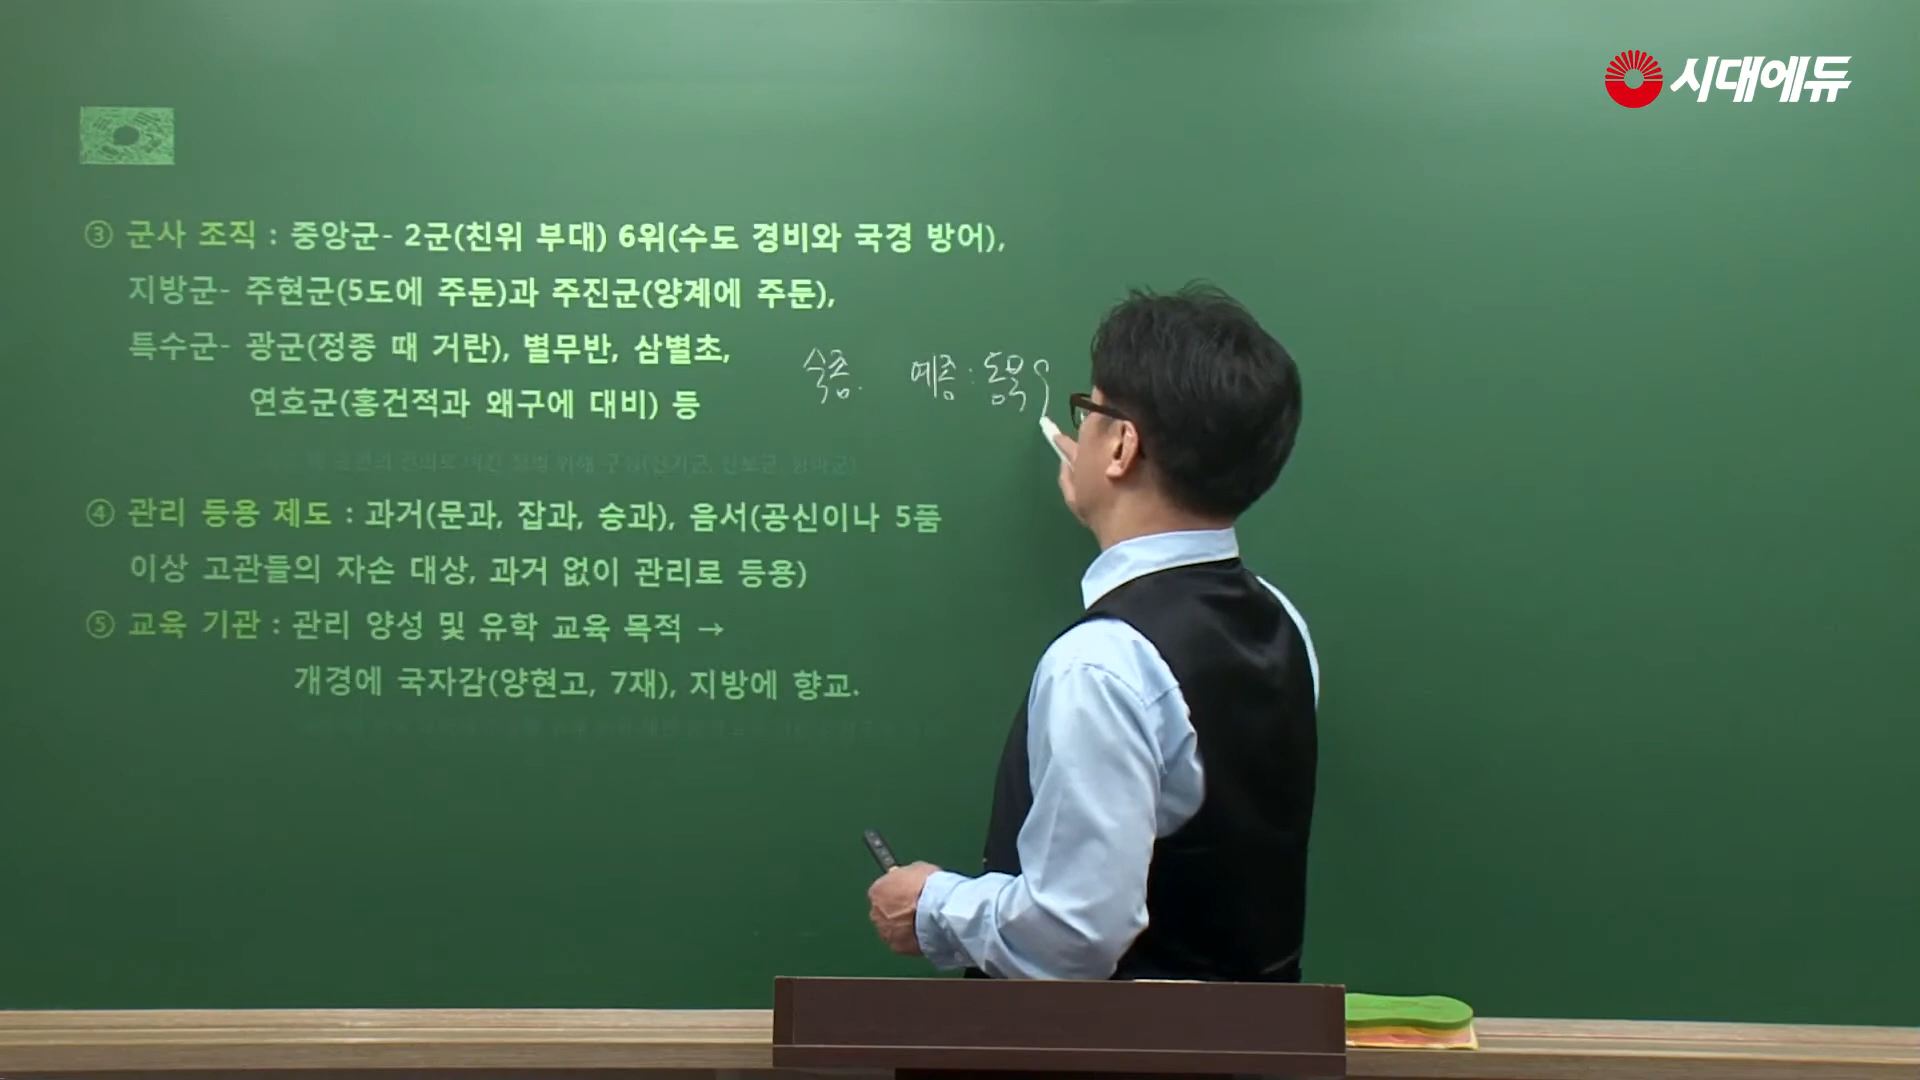 시대에듀
③ 군사 조직 : 중앙군- 2군(친위 부대) 6위(수도 경비와 국경 방어),
지방군- 주현군(5도에 주둔)과 주진군(양계에 주둔),
특수군- 광군(정종 때 거란), 별무반, 삼별초,
숙종. 예종: 동북9
연호군(홍건적과 왜구에 대비) 등
④ 관리 등용 제도 : 과거(문과, 잡과, 승과), 음서(공신이나 5품
이상 고관들의 자손 대상, 과거 없이 관리로 등용)
⑤ 교육 기관 : 관리 양성 및 유학 교육 목적 →
개경에 국자감(양현고, 7재), 지방에 향교.